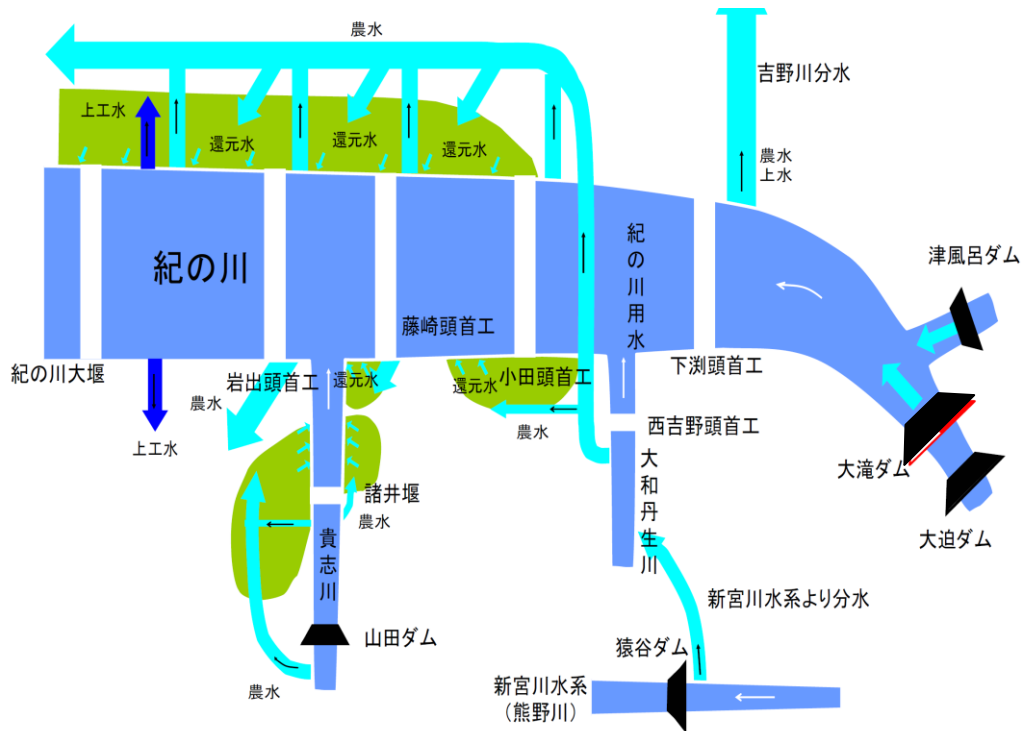 農水
吉野川分水
上工水
還元水
還元水
還元水
農水
上水
紀の川
紀の川用水
津風呂ダム
藤崎頭首工
紀の川大堰
岩出頭首工
還元水
還元水
小田頭首工
下渕頭首工
農水
農水
西吉野頭首工
上工水
大滝ダム
諸井堰
農水
大和丹生川
大迫ダム
貴志川
新宮川水系より分水
山田ダム
猿谷ダム
農水
新宮川水系
(熊野川)